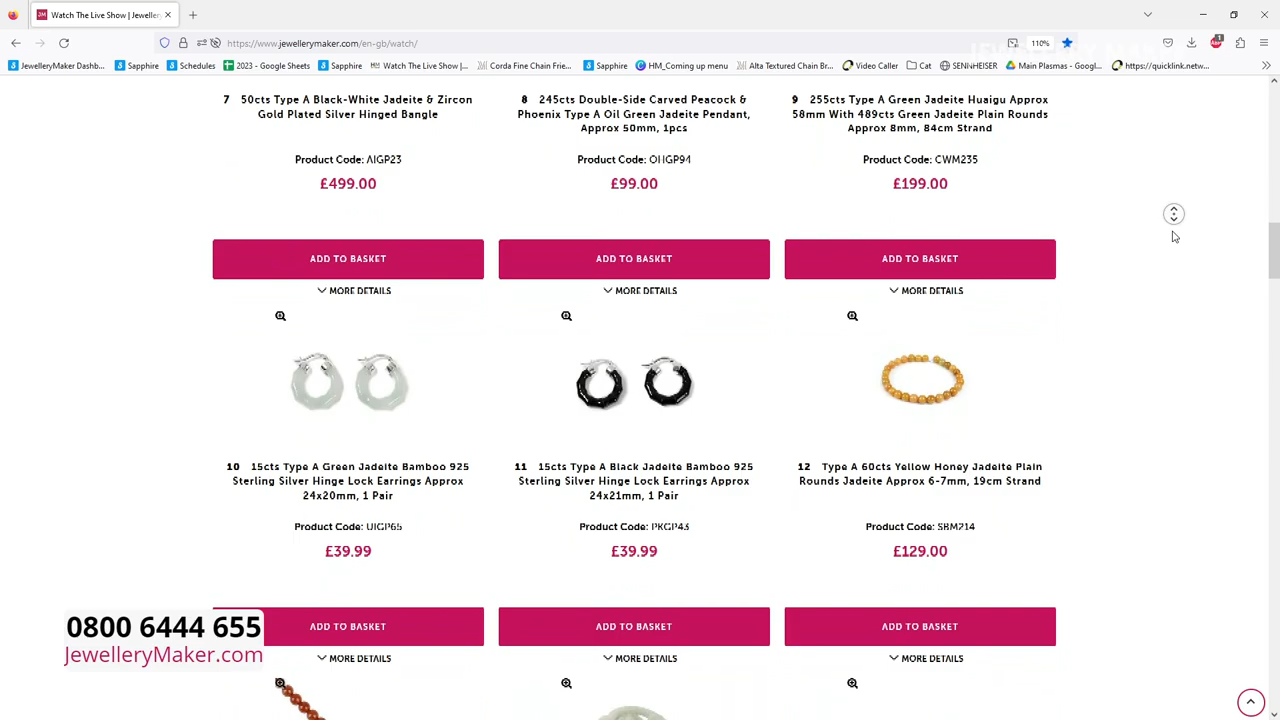 Watch The Live Show | Jeweller
https://www.jewellerymaker.com/en-gb/watch/
110%
JewelleryMaker Dashb...
Sapphire
Schedules
2023 - Google Sheets
Sapphire
Watch The Live Show |...
Corda Fine Chain Frie...
Sapphire
HM_Coming up menu
Alta Textured Chain Br...
Video Caller
Cat
SENNHEISER
Main Plasmas - Googl...
https://quicklink.netw...
7 50cts Type A Black-White Jadeite & Zircon
Gold Plated Silver Hinged Bangle
Product Code: AIGP23
£499.00
ADD TO BASKET
MORE DETAILS
8 245cts Double-Side Carved Peacock &
Phoenix Type A Oil Green Jadeite Pendant,
Approx 50mm, 1pcs
Product Code: OHGP94
£99.00
ADD TO BASKET
MORE DETAILS
9 255cts Type A Green Jadeite Huaigu Approx
58mm With 489cts Green Jadeite Plain Rounds
Approx 8mm, 84cm Strand
Product Code: CWM235
£199.00
ADD TO BASKET
MORE DETAILS
10 15cts Type A Green Jadeite Bamboo 925
Sterling Silver Hinge Lock Earrings Approx
24x20mm, 1 Pair
Product Code: UIGP65
£39.99
ADD TO BASKET
MORE DETAILS
11 15cts Type A Black Jadeite Bamboo 925
Sterling Silver Hinge Lock Earrings Approx
24x21mm, 1 Pair
Product Code: PKGP43
£39.99
ADD TO BASKET
MORE DETAILS
12 Type A 60cts Yellow Honey Jadeite Plain
Rounds Jadeite Approx 6-7mm, 19cm Strand
Product Code: SBM214
£129.00
ADD TO BASKET
MORE DETAILS
0800 6444 655
JewelleryMaker.com